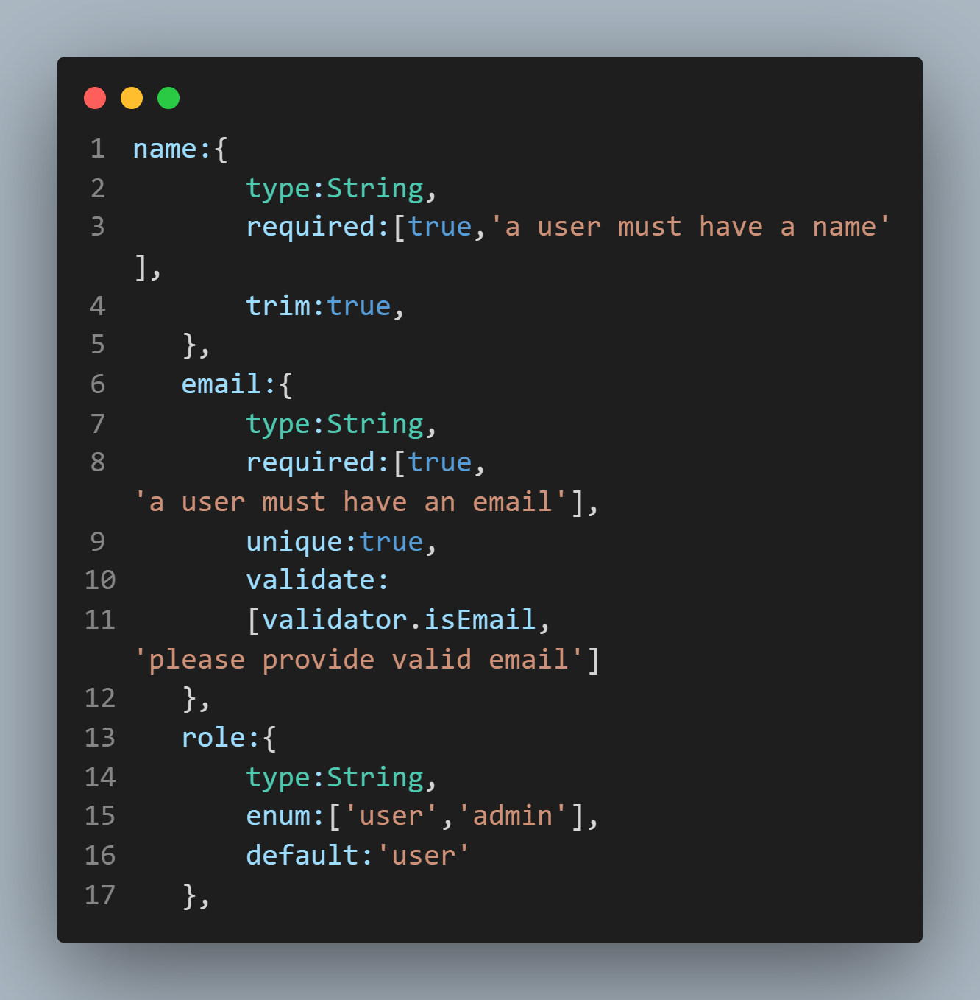 1 name:{
2         type:String,
3         required:[true,'a user must have a name'
],
4         trim:true,
5     },
6     email:{
7         type:String,
8         required:[true,
'a user must have an email'],
9         unique:true,
10         validate:
11         [validator.isEmail,
'please provide valid email']
12     },
13     role:{
14         type:String,
15         enum:['user','admin'],
16         default:'user'
17     },